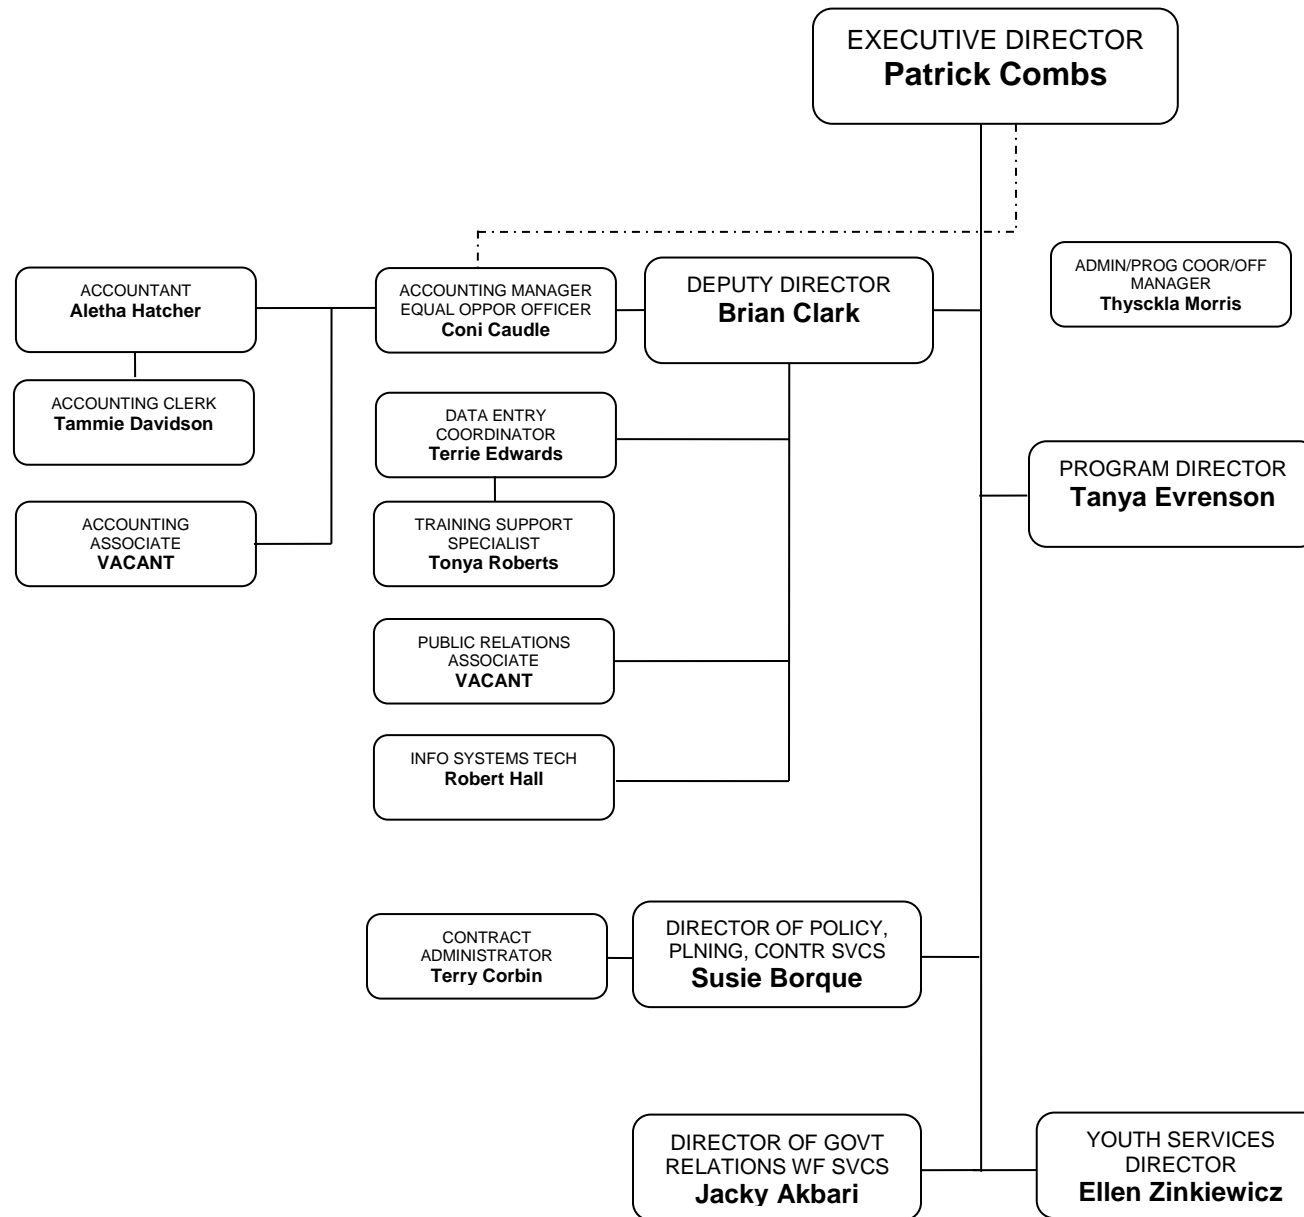 EXECUTIVE DIRECTOR
Patrick Combs
ADMIN/PROG COOR/OFF
MANAGER
Thysckla Morris
ACCOUNTANT
Aletha Hatcher
ACCOUNTING MANAGER
EQUAL OPPOR OFFICER
Coni Caudle
DEPUTY DIRECTOR
Brian Clark
ACCOUNTING CLERK
Tammie Davidson
DATA ENTRY
COORDINATOR
Terrie Edwards
PROGRAM DIRECTOR
Tanya Evrenson
ACCOUNTING
ASSOCIATE
VACANT
TRAINING SUPPORT
SPECIALIST
Tonya Roberts
PUBLIC RELATIONS
ASSOCIATE
VACANT
INFO SYSTEMS TECH
Robert Hall
CONTRACT
ADMINISTRATOR
Terry Corbin
DIRECTOR OF POLICY,
PLNING, CONTR SVCS
Susie Borque
DIRECTOR OF GOVT
RELATIONS WF SVCS
Jacky Akbari
YOUTH SERVICES
DIRECTOR
Ellen Zinkiewicz